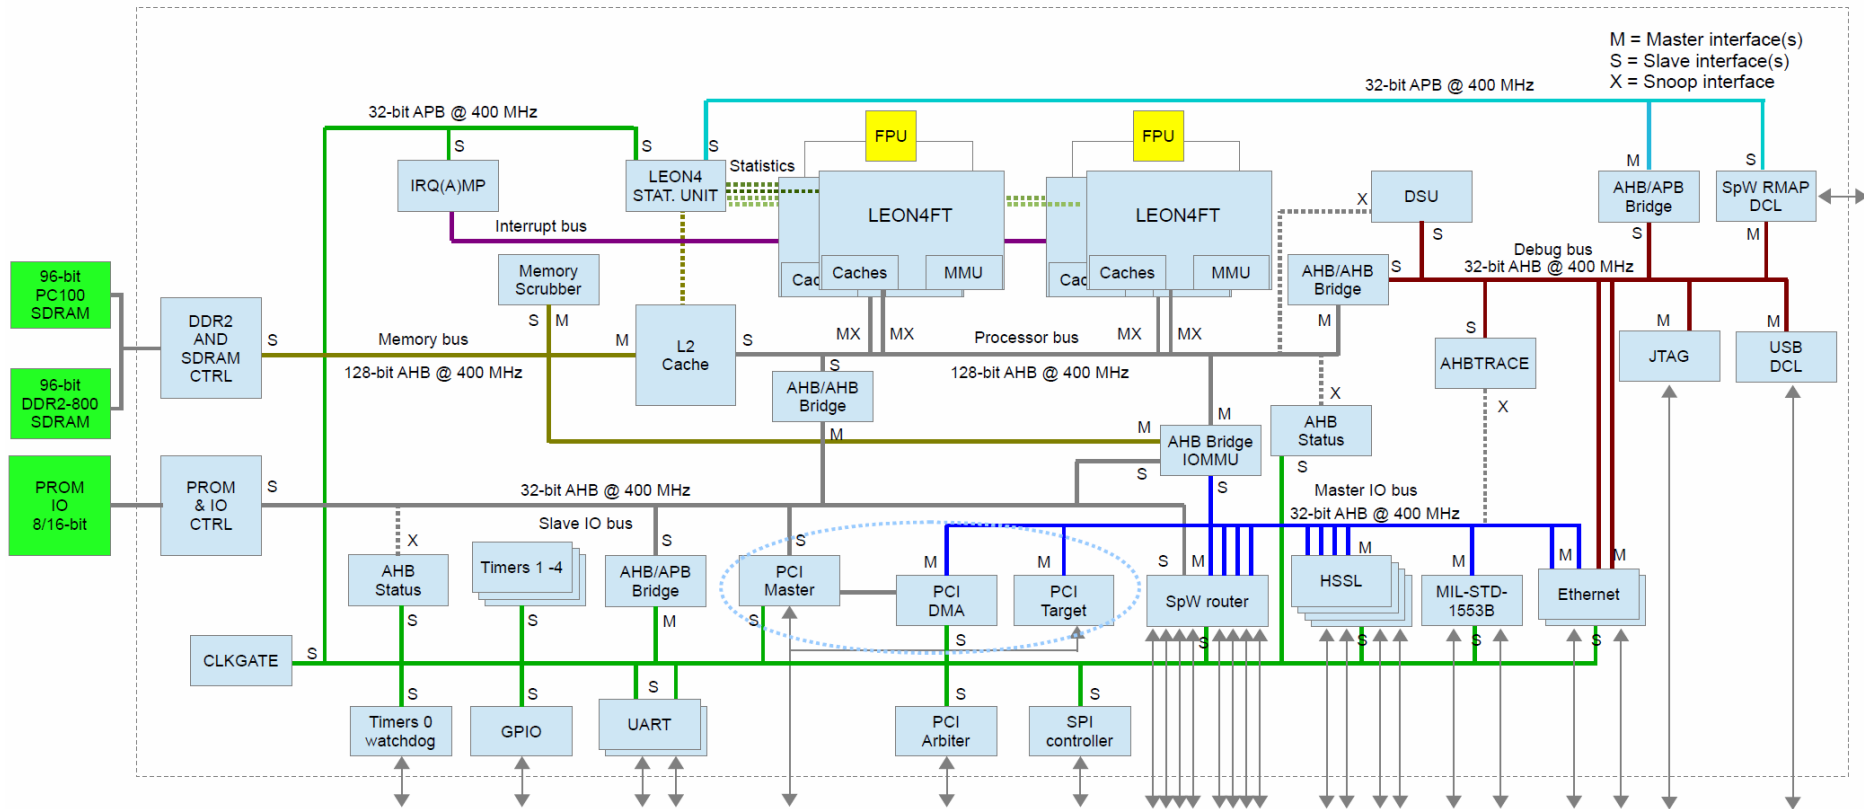 M = Master interface(s)
S = Slave interface(s)
X = Snoop interface
32-bit APB @ 400 MHz
32-bit APB @ 400 MHz
FPU
FPU
S
S
S
M
S
Statistics
IRQ(A)MP
LEON4
STAT. UNIT
LEON4FT
LEON4FT
X
DSU
AHB/APB
Bridge
SpW RMAP
DCL
Interrupt bus
S
S
M
Debug bus
32-bit AHB @ 400 MHz
96-bit
PC100
SDRAM
Memory
Scrubber
Cac
Caches
MMU
Cac
Caches
MMU
AHB/AHB
Bridge
S
DDR2
AND
SDRAM
CTRL
S
S
M
M
L2
Cache
S
MX
MX
MX
MX
M
S
M
M
Memory bus
128-bit AHB @ 400 MHz
Processor bus
128-bit AHB @ 400 MHz
AHBTRACE
JTAG
USB
DCL
96-bit
DDR2-800
SDRAM
S
AHB/AHB
Bridge
M
X
X
M
M
AHB Bridge
IOMMU
S
S
AHB
Status
S
PROM
IO
8/16-bit
PROM
& IO
CTRL
S
32-bit AHB @ 400 MHz
Slave IO bus
Master IO bus
32-bit AHB @ 400 MHz
X
S
S
M
M
S
M
M
M
M
M
AHB
Status
Timers 1 -4
AHB/APB
Bridge
PCI
Master
PCI
DMA
PCI
Target
SpW router
HSSL
MIL-STD-
1553B
Ethernet
S
S
M
S
S
S
S
S
S
CLKGATE
S
S
S
S
S
S
Timers 0
watchdog
GPIO
UART
PCI
Arbiter
SPI
controller